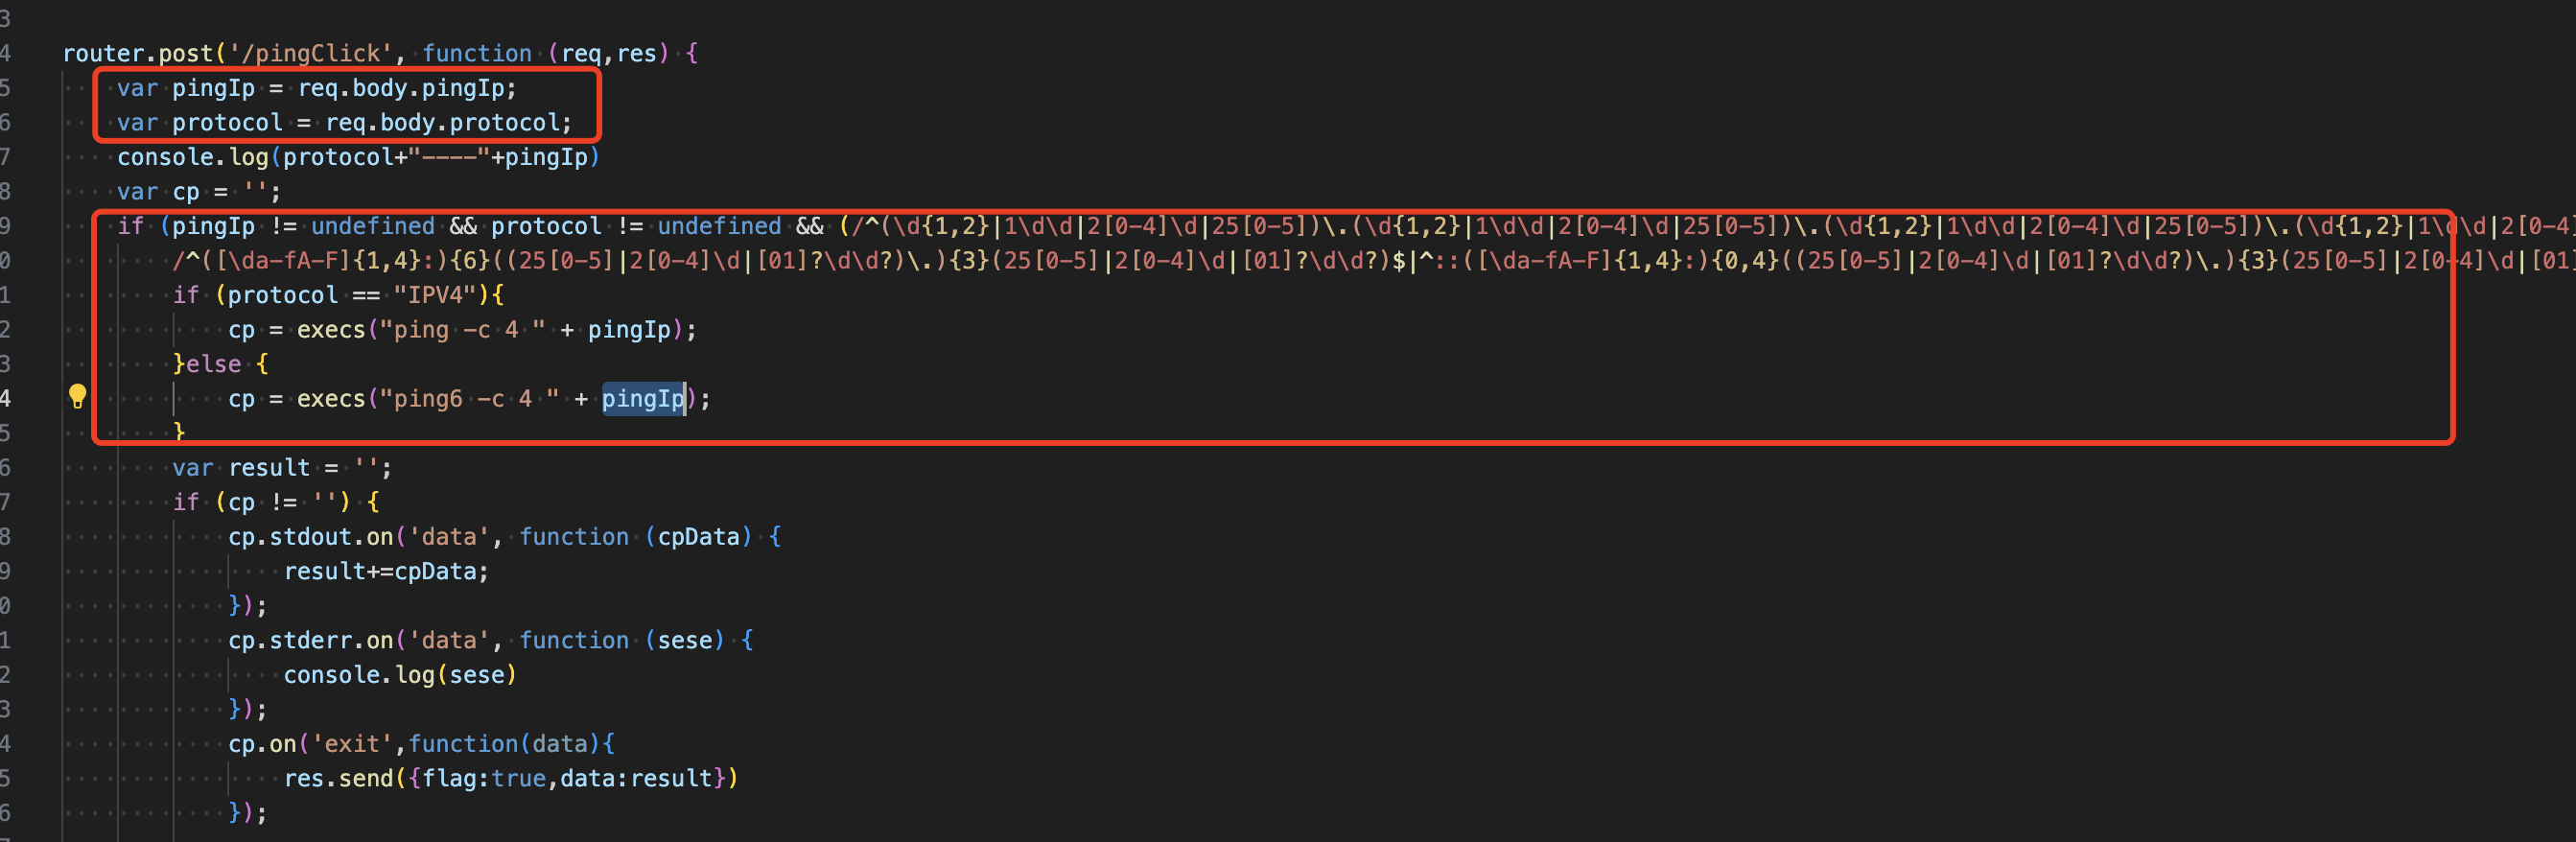 3
4 router.post('/pingClick', function (req,res) {
5 var pingIp = req.body.pingIp;
6 var protocol = req.body.protocol;
7 console.log(protocol+"----"+pingIp)
8 var cp = '';
9 if (pingIp != undefined && protocol != undefined && (/^(\d{1,2}|1\d\d|2[0-4]\d|25[0-5])\.(\d{1,2}|1\d\d|2[0-4]\d|25[0-5])\.(\d{1,2}|1\d\d|2[0-4]\d|25[0-5])\.(\d{1,2}|1\d\d|2[0-4]
0 /^([\da-fA-F]{1,4}:){6}((25[0-5]|2[0-4]\d|[01]?\d\d?)\.){3}(25[0-5]|2[0-4]\d|[01]?\d\d?)$|^::([\da-fA-F]{1,4}:){0,4}((25[0-5]|2[0-4]\d|[01]?\d\d?)\.){3}(25[0-5]|2[0-4]\d|[01]
1 if (protocol == "IPV4"){
2 cp = execs("ping -c 4 " + pingIp);
3 }else {
4 cp = execs("ping6 -c 4 " + pingIp);
5 }
6 var result = '';
7 if (cp != '') {
8 cp.stdout.on('data', function (cpData) {
9 result+=cpData;
0 });
1 cp.stderr.on('data', function (sese) {
2 console.log(sese)
3 });
4 cp.on('exit',function(data){
5 res.send({flag:true,data:result})
6 });